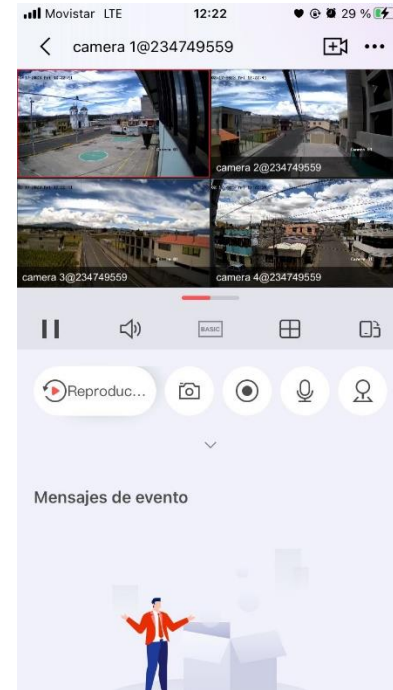 Movistar LTE 12:22 29 %
camera 1@234749559
camera 2@234749559
camera 3@234749559
camera 4@234749559
BASIC
Reproduc...
Mensajes de evento